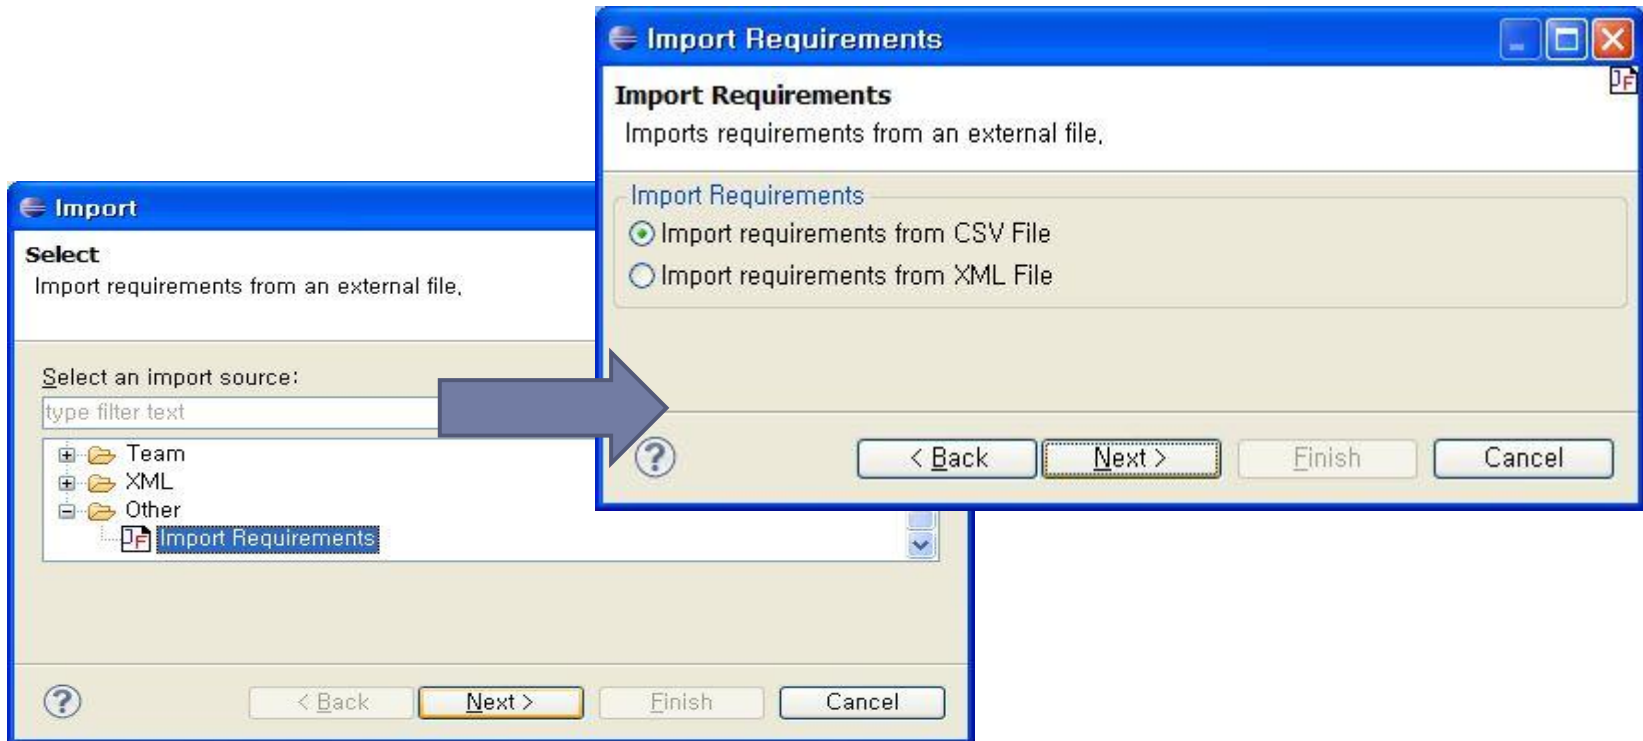 Import
Select
Import requirements from an external file.
Select an import source:
type filter text
Team
XML
Other
Import Requirements
< Back
Next >
Finish
Cancel
Import Requirements
Import Requirements
Imports requirements from an external file.
Import Requirements
Import requirements from CSV File
Import requirements from XML File
< Back
Next >
Finish
Cancel